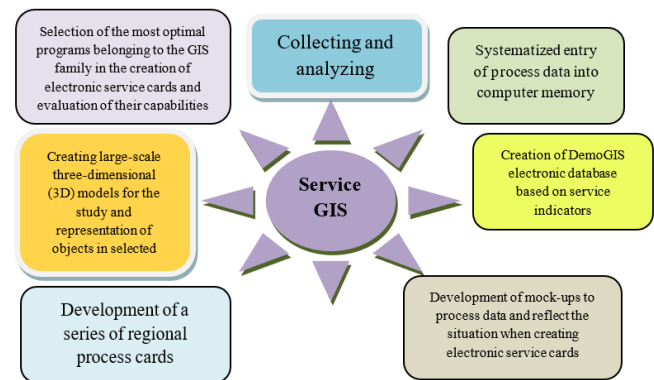 Selection of the most optimal
programs belonging to the GIS
family in the creation of
electronic service cards and
evaluation of their capabilities
Collecting and
analyzing
Systematized entry
of process data into
computer memory
Creating large-scale
three-dimensional
(3D) models for the
study and
representation of
objects in selected
Service
GIS
Creation of DemoGIS
electronic database
based on service
indicators
Development of a
series of regional
process cards
Development of mock-ups to
process data and reflect the
situation when creating
electronic service cards